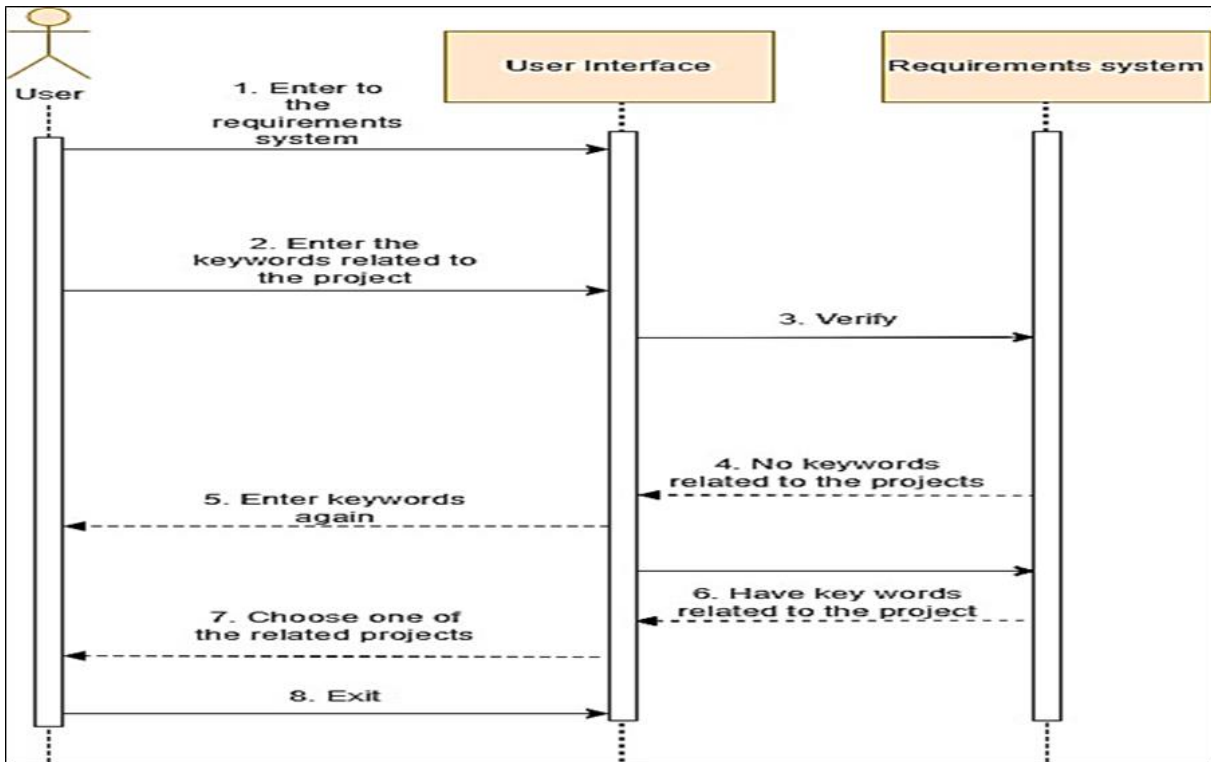 User
User Interface
Requirements system
1. Enter to
the
requirements
system
2. Enter the
keywords related to
the project
3. Verify
4. No keywords
related to the projects
5. Enter keywords
again
6. Have key words
related to the project
7. Choose one of
the related projects
8. Exit